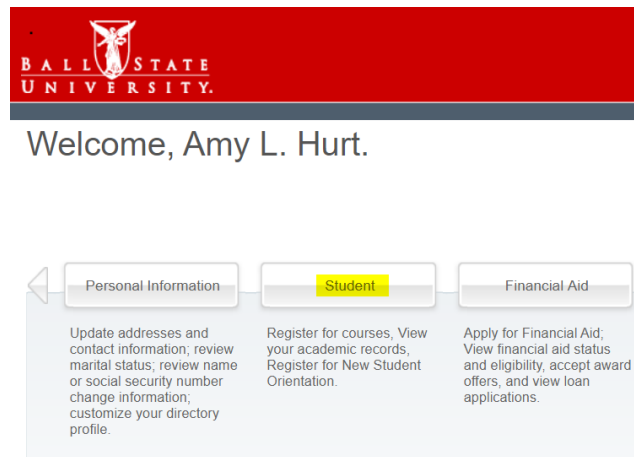 BALL STATE
UNIVERSITY.
Welcome, Amy L. Hurt.
Personal Information
Update addresses and
contact information; review
marital status; review name
or social security number
change information;
customize your directory
profile.
Student
Register for courses, View
your academic records,
Register for New Student
Orientation.
Financial Aid
Apply for Financial Aid;
View financial aid status
and eligibility, accept award
offers, and view loan
applications.